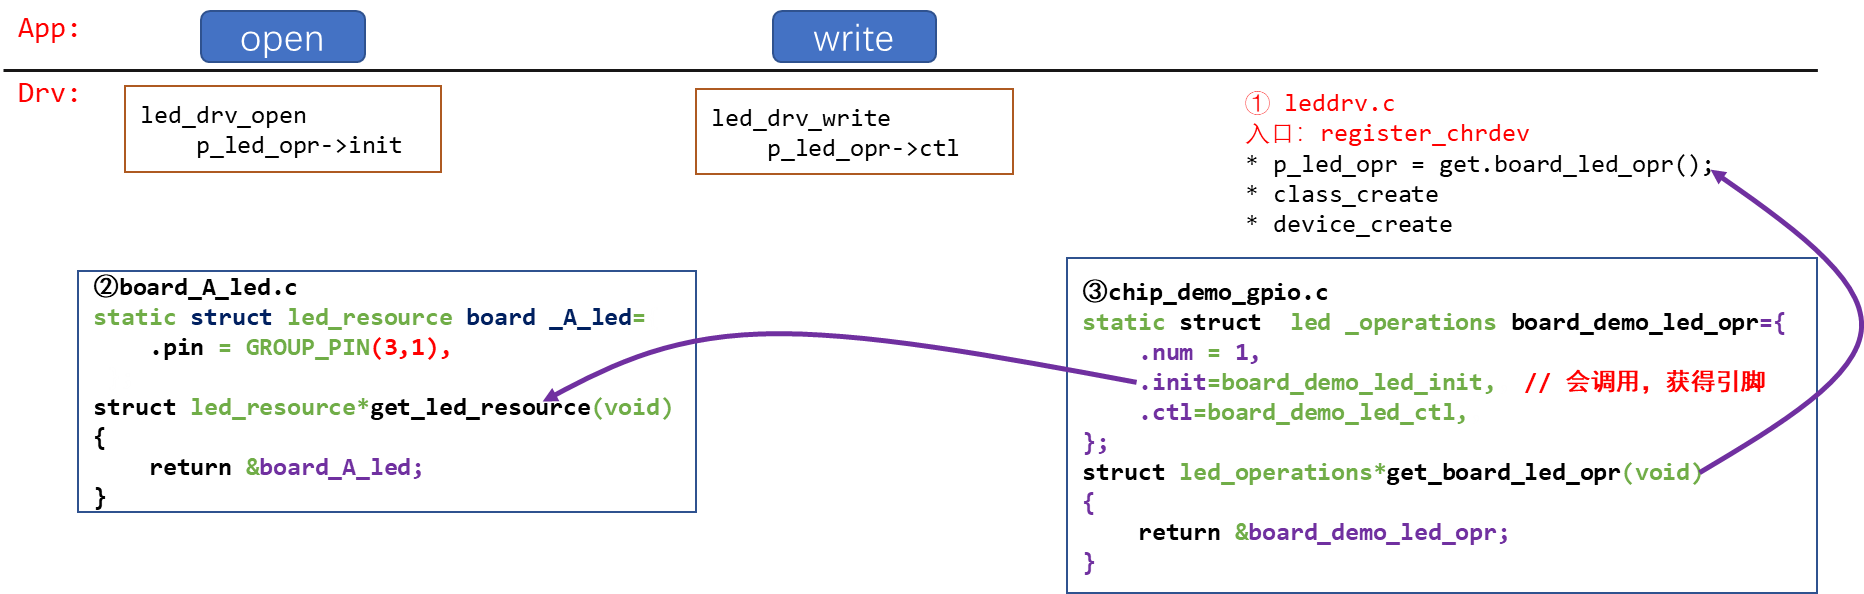 App:
open
write
Drv:
led_drv_open
p_led_opr->init
led_drv_write
p_led_opr->ctl
① leddrv.c
入口: register_chrdev
* p_led_opr = get.board_led_opr();
* class_create
* device_create
②board_A_led.c
static struct led_resource board _A_led=
.pin = GROUP_PIN(3,1),
struct led_resource*get_led_resource(void)
{
return &board_A_led;
}
③chip_demo_gpio.c
static struct  led _operations board_demo_led_opr={
.num = 1,
.init=board_demo_led_init,  // 会调用，获得引脚
.ctl=board_demo_led_ctl,
};
struct led_operations*get_board_led_opr(void)
{
return &board_demo_led_opr;
}